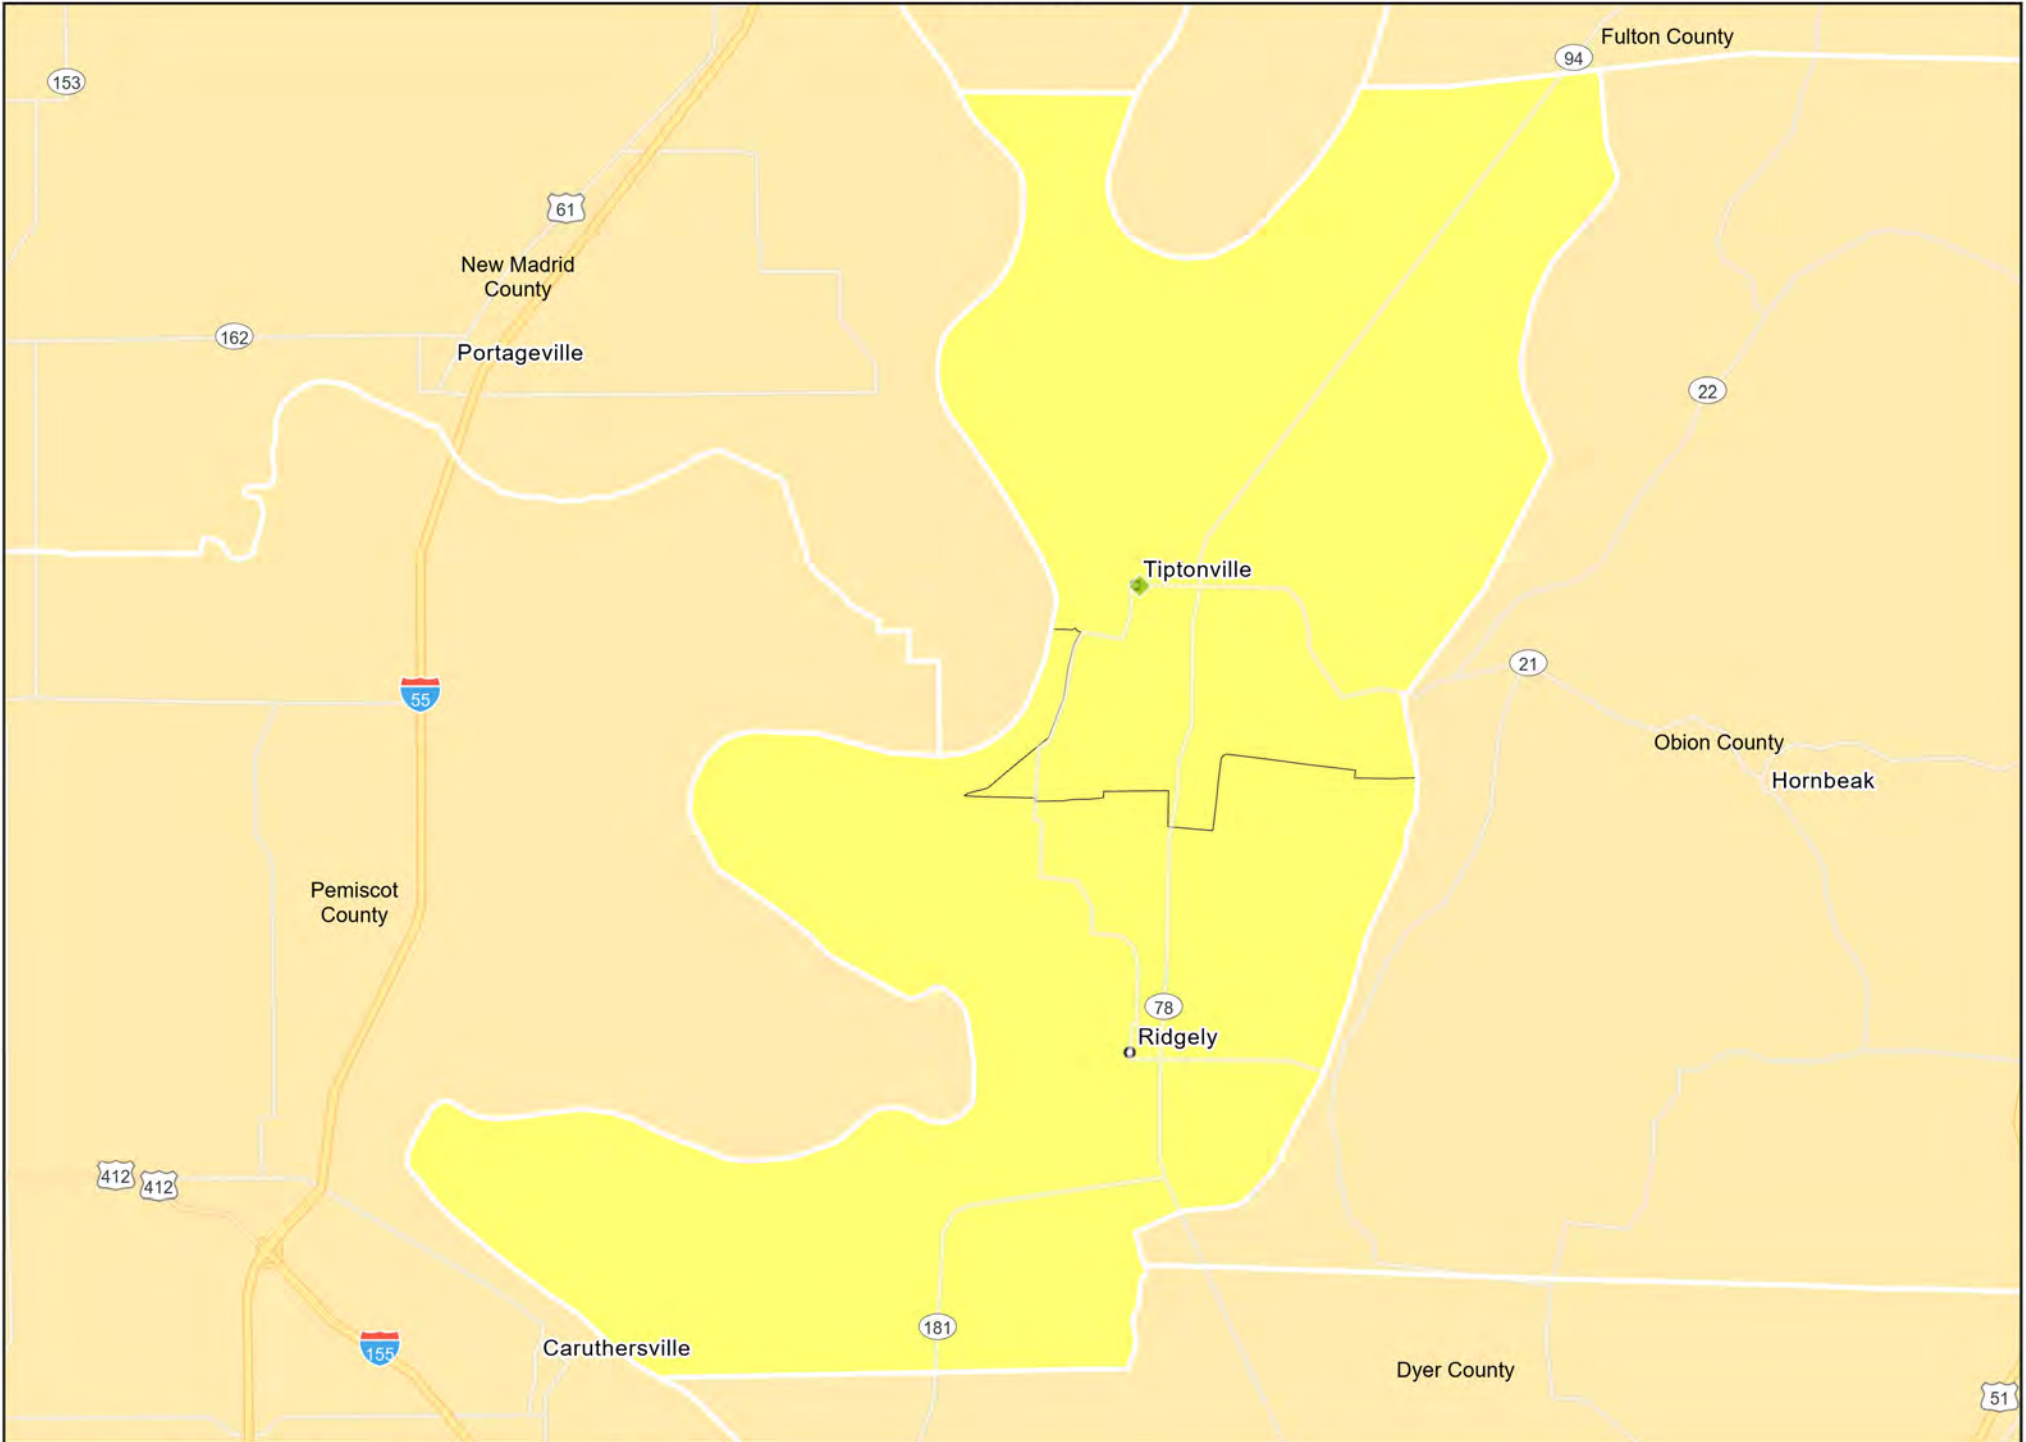 Fulton County
94
153
61
New Madrid
County
162
Portageville
22
Tiptonville
21
55
Obion County
Hornbeak
Pemiscot
County
78
Ridgely
412
412
181
Caruthersville
155
Dyer County
51